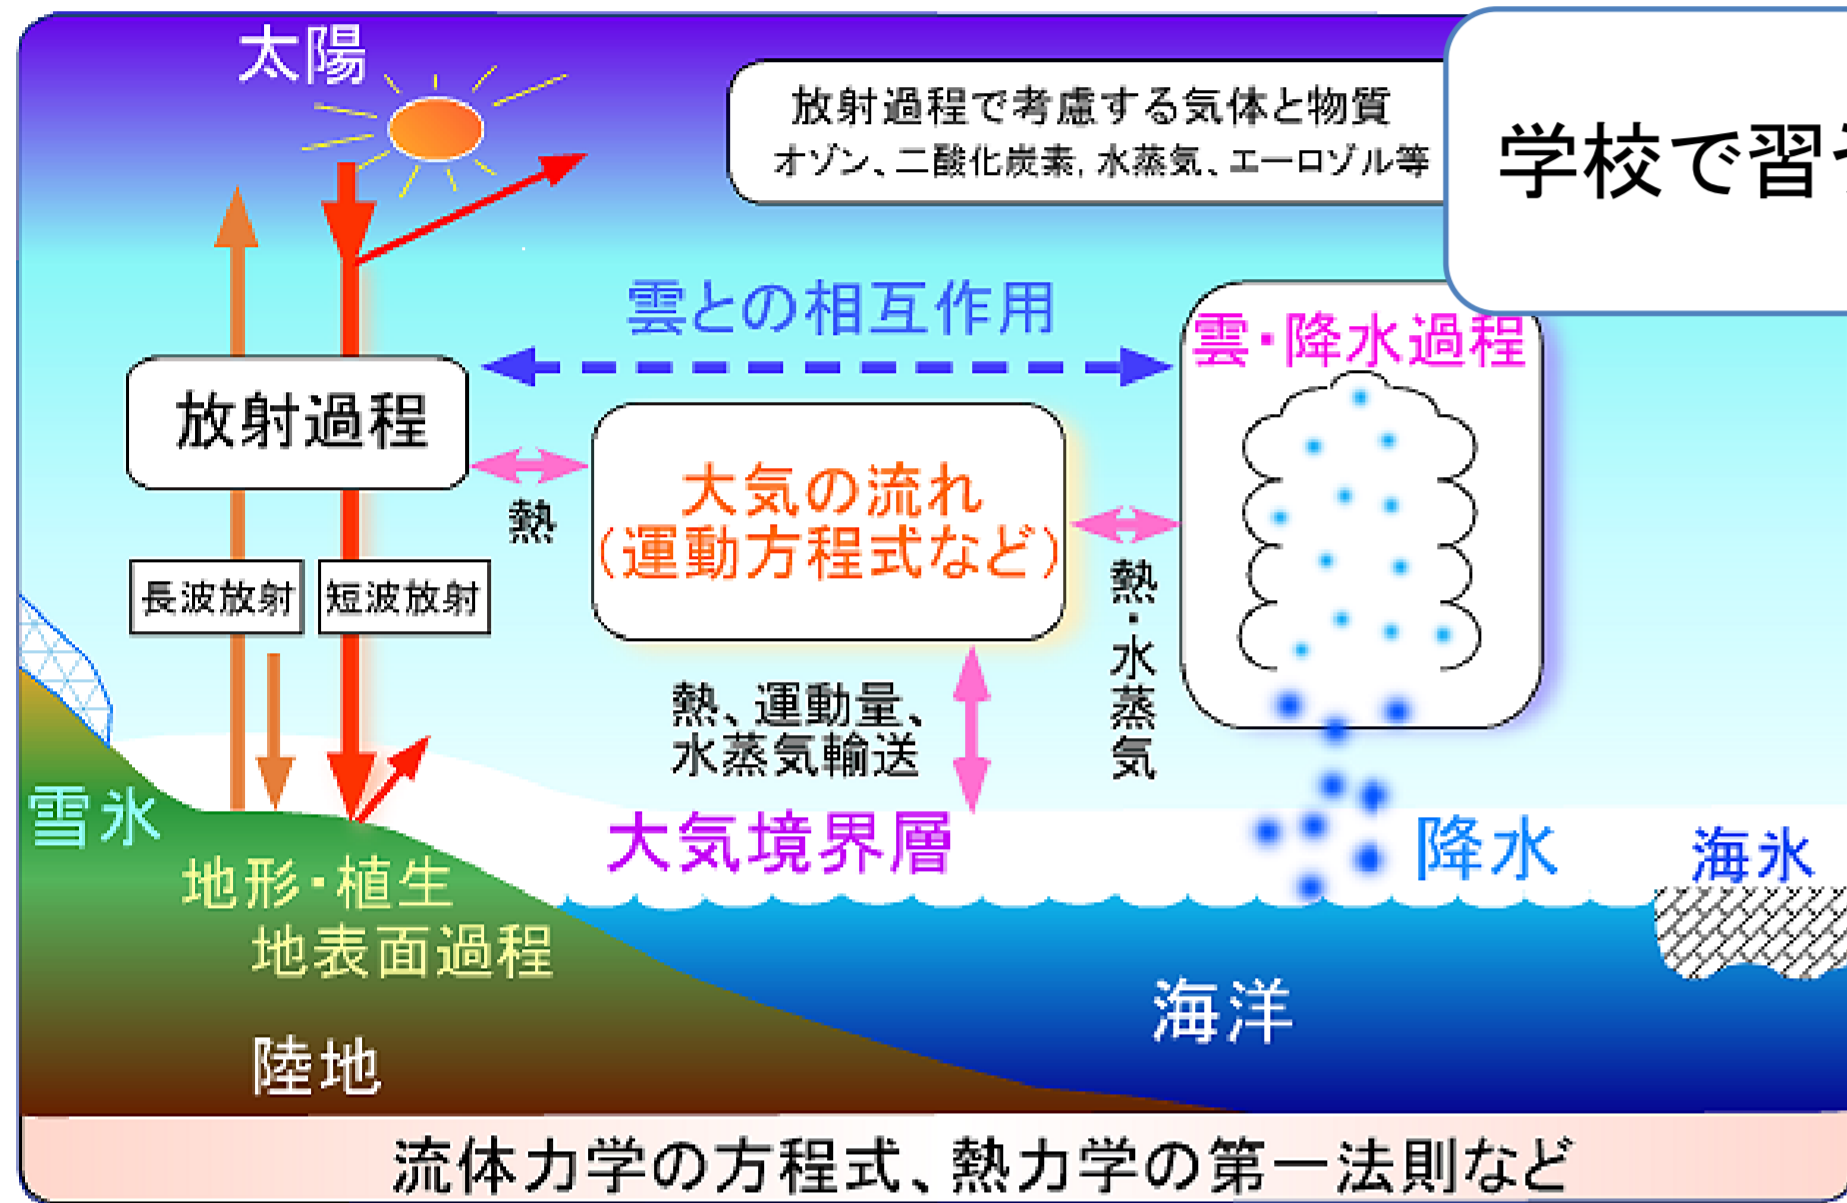 太陽
放射過程で考慮する気体と物質
オゾン、二酸化炭素, 水蒸気、エーロゾル等
学校で習
雲との相互作用
雲・降水過程
放射過程
熱
大気の流れ
(運動方程式など)
熱・水蒸気
長波放射
短波放射
熱、運動量、
水蒸気輸送
大気境界層
雪氷
降水
海氷
地形・植生
地表面過程
海洋
陸地
流体力学の方程式、熱力学の第一法則など